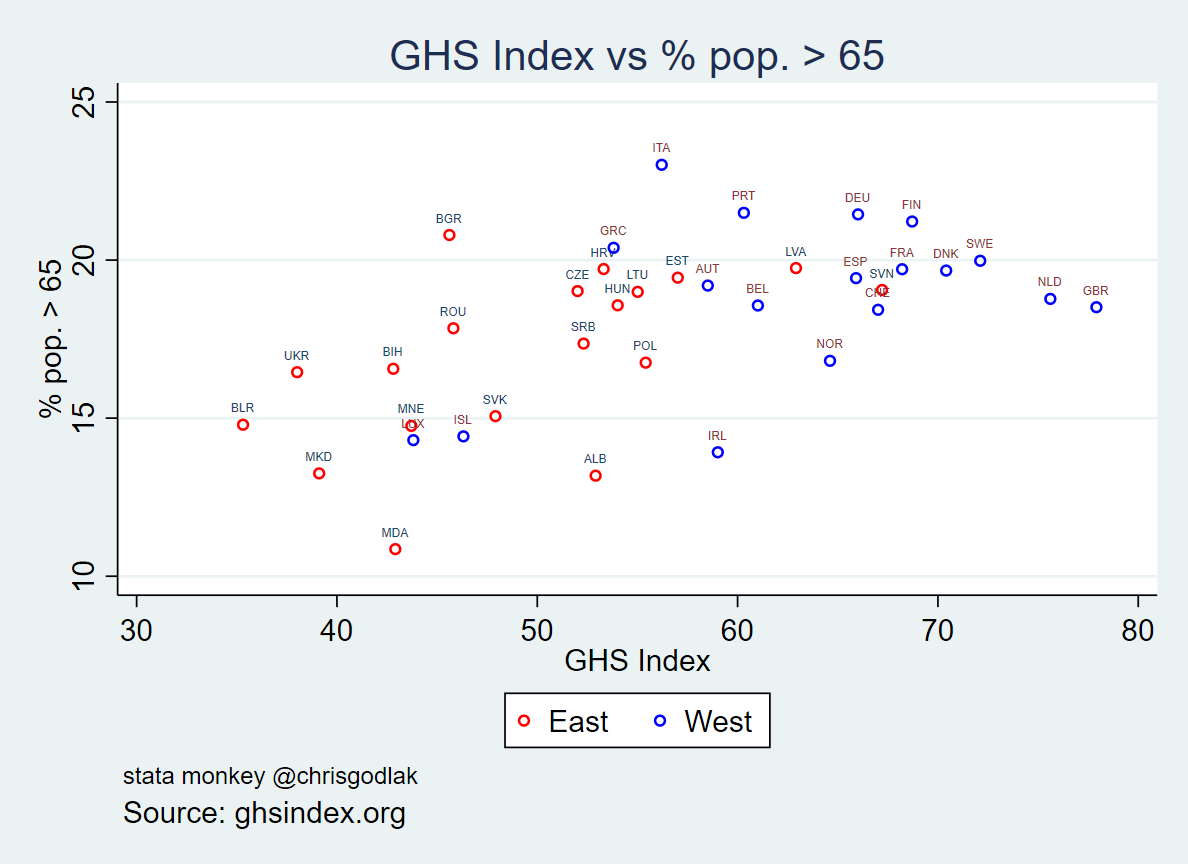 GHS Index vs % pop. > 65
25
ITA
PRT
DEU
FIN
BGR
GRC
SWE
20
HRV
LVA
FRA
DNK
EST
ESP
AUT
CZE
LTU
SVN
NLD
HUN
BEL
CHE
GBR
ROU
SRB
POL
NOR
UKR
BIH
BLR
MNE
SVK
15
LUX
ISL
IRL
MKD
ALB
MDA
10
% pop. > 65
30 40 50 60 70 80
GHS Index
East West
stata monkey @chrisgodlak
Source: ghsindex.org